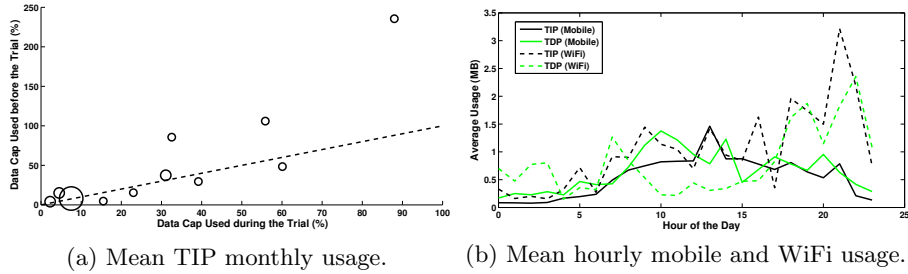 250
200
150
100
50
0
Data Cap Used before the Trial (%)
0 10 20 30 40 50 60 70 80 90 100
Data Cap Used during the Trial (%)
(a) Mean TIP monthly usage.
3.5
3
2.5
2
1.5
1
0.5
0
Average Usage (MB)
TIP (Mobile)
TDP (Mobile)
TIP (WiFi)
TDP (WiFi)
0 5 10 15 20 25
Hour of the Day
(b) Mean hourly mobile and WiFi usage.